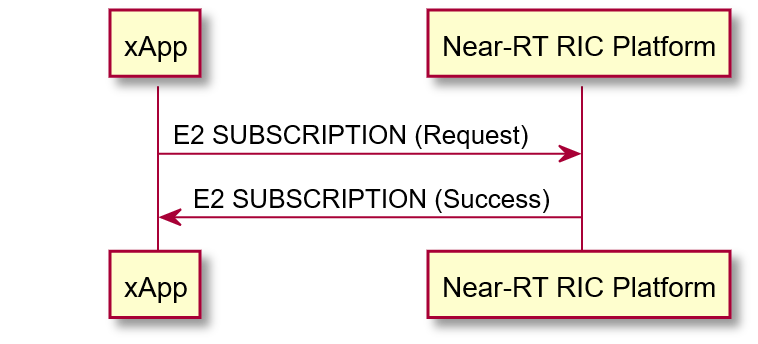 xApp
Near-RT RIC Platform
E2 SUBSCRIPTION (Request)
E2 SUBSCRIPTION (Success)
xApp
Near-RT RIC Platform